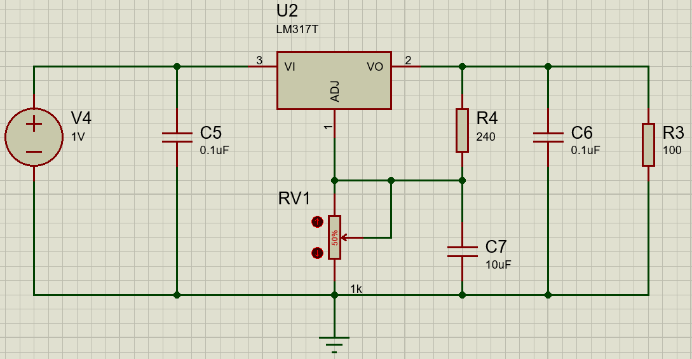 U2
LM317T
3
VI
VO
2
ADJ
1
V4
1V
C5
0.1uF
R4
240
C6
0.1uF
R3
100
RV1
50%
1k
C7
10uF